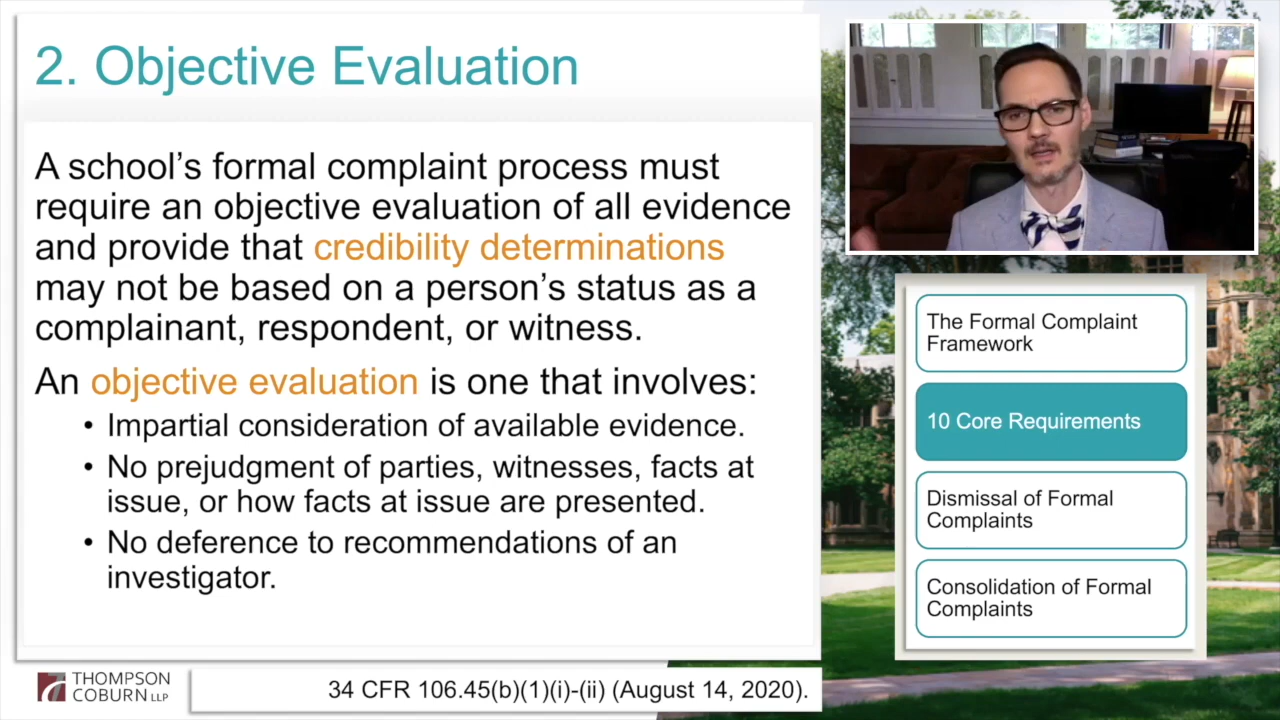 2. Objective Evaluation
A school’s formal complaint process must
require an objective evaluation of all evidence
and provide that credibility determinations
may not be based on a person’s status as a
complainant, respondent, or witness.
An objective evaluation is one that involves:
• Impartial consideration of available evidence.
• No prejudgment of parties, witnesses, facts at
issue, or how facts at issue are presented.
• No deference to recommendations of an
investigator.
The Formal Complaint
Framework
10 Core Requirements
Dismissal of Formal
Complaints
Consolidation of Formal
Complaints
THOMPSON
COBURN LLP
34 CFR 106.45(b)(1)(i)-(ii) (August 14, 2020).